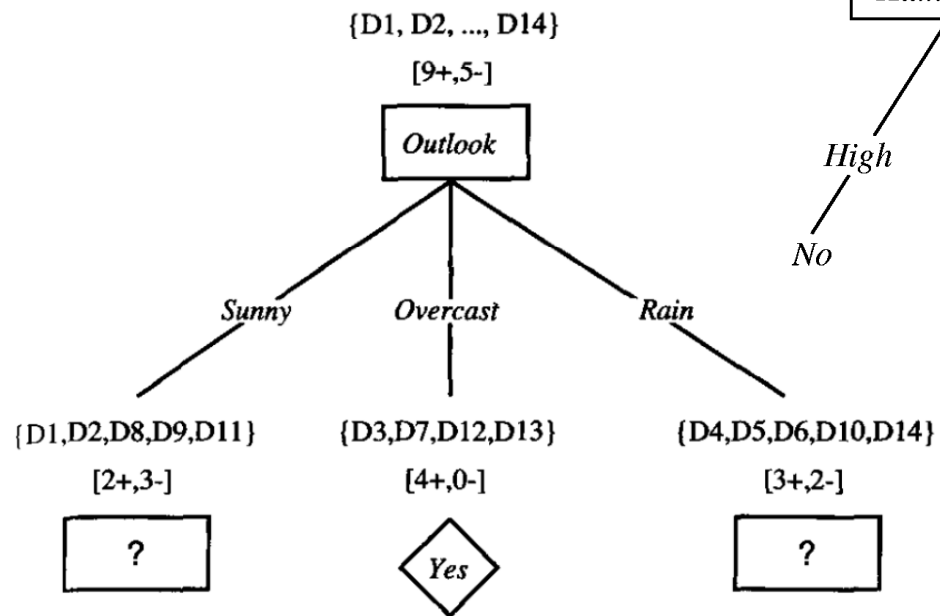 {D1, D2, ..., D14}
[9+,5-]
Outlook
High
No
Sunny
Overcast
Rain
{D1,D2,D8,D9,D11}
{D3,D7,D12,D13}
{D4,D5,D6,D10,D14}
[2+,3-]
[4+,0-]
[3+,2-]
?
Yes
?